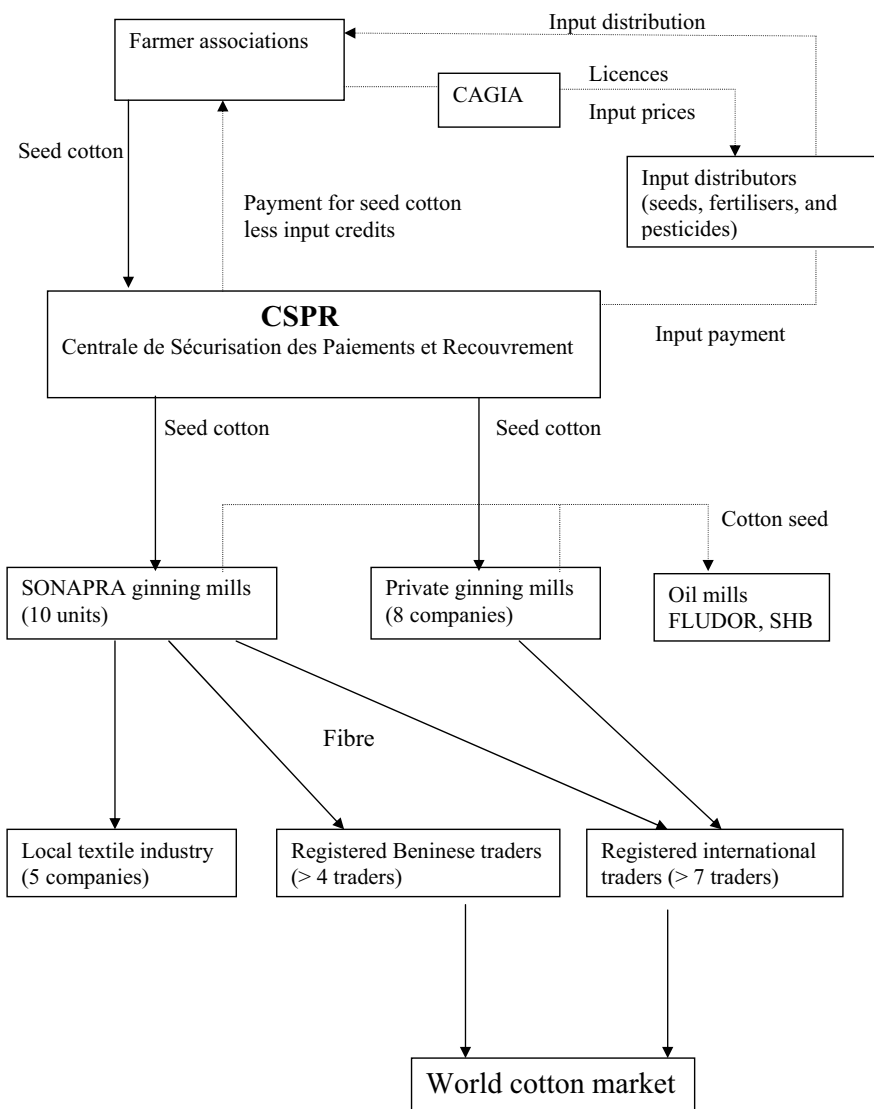 Input distribution
Farmer associations
Licences
CAGIA
Input prices
Seed cotton
Input distributors
(seeds, fertilisers, and
pesticides)
Payment for seed cotton
less input credits
CSPR
Centrale de Sécurisation des Paiements et Recouvrement
Input payment
Seed cotton
Seed cotton
Cotton seed
SONAPRA ginning mills
(10 units)
Private ginning mills
(8 companies)
Oil mills
FLUDOR, SHB
Fibre
Local textile industry
(5 companies)
Registered Beninese traders
(> 4 traders)
Registered international
traders (> 7 traders)
World cotton market